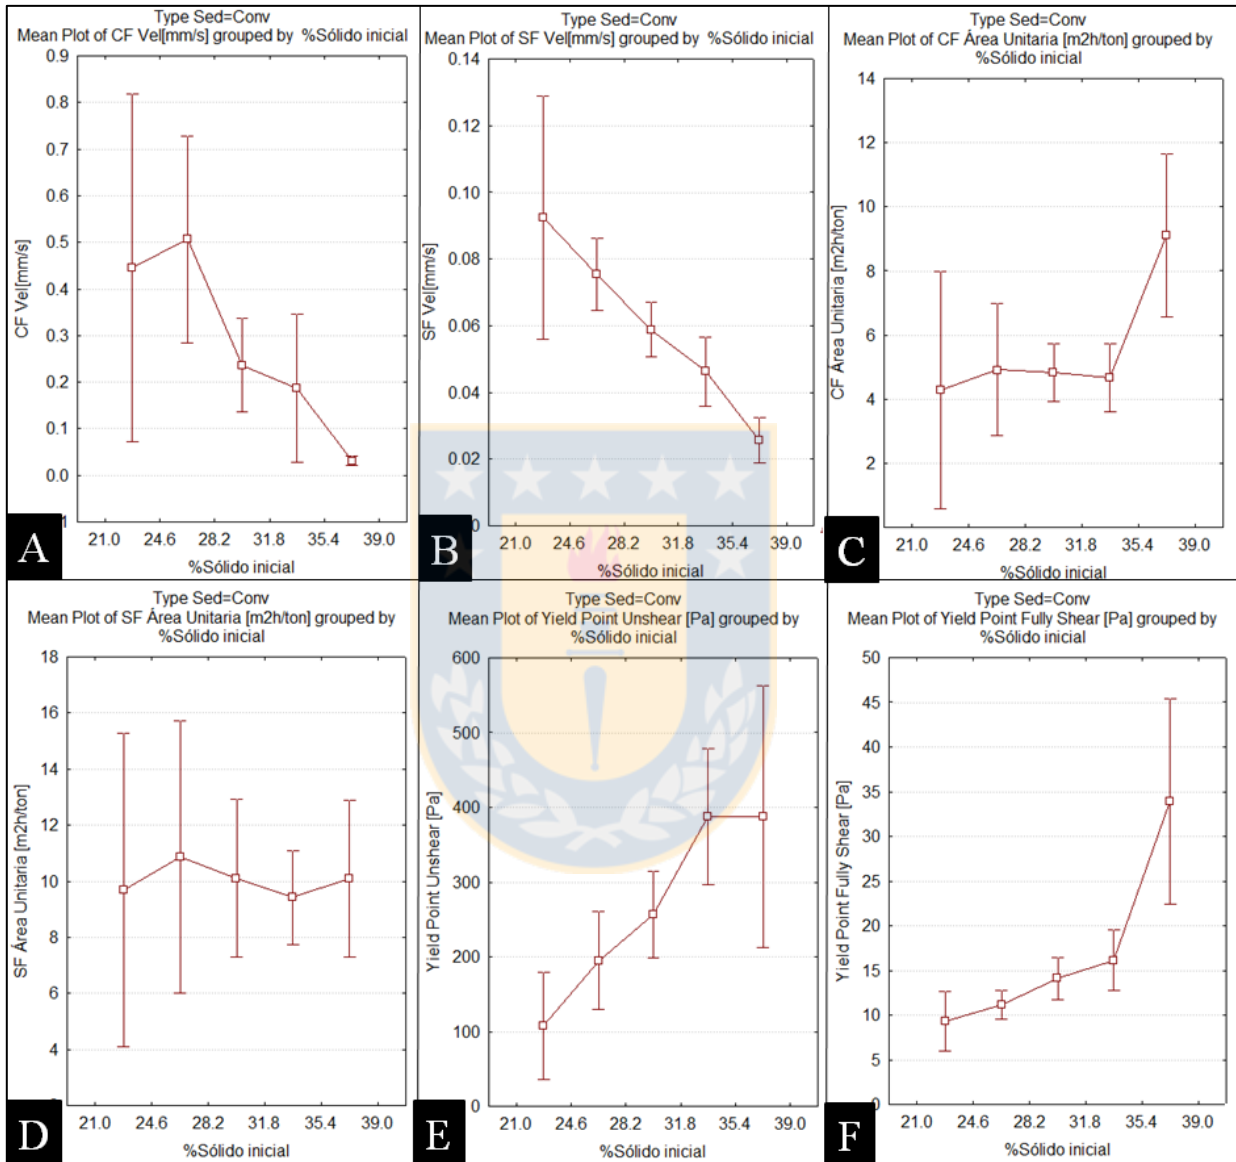 Type Sed=Conv
Mean Plot of CF Vel[mm/s] grouped by %Sólido inicial
0.9
0.8
0.7
0.6
0.5
0.4
0.3
0.2
0.1
0.0
CF Vel[mm/s]
21.0 24.6 28.2 31.8 35.4 39.0
%Sólido inicial
A
Type Sed=Conv
Mean Plot of SF Vel[mm/s] grouped by %Sólido inicial
0.14
0.12
0.10
0.08
0.06
0.04
0.02
SF Vel[mm/s]
21.0 24.6 28.2 31.8 35.4 39.0
%Sólido inicial
B
Type Sed=Conv
Mean Plot of CF Área Unitaria [m2h/ton] grouped by
%Sólido inicial
14
12
10
8
6
4
2
CF Área Unitaria [m2h/ton]
21.0 24.6 28.2 31.8 35.4 39.0
%Sólido inicial
C
Type Sed=Conv
Mean Plot of SF Área Unitaria [m2h/ton] grouped by
%Sólido inicial
18
16
14
12
10
8
6
4
SF Área Unitaria [m2h/ton]
21.0 24.6 28.2 31.8 35.4 39.0
%Sólido inicial
D
Type Sed=Conv
Mean Plot of Yield Point Unshear [Pa] grouped by
%Sólido inicial
600
500
400
300
200
100
0
Yield Point Unshear [Pa]
21.0 24.6 28.2 31.8 35.4 39.0
%Sólido inicial
E
Type Sed=Conv
Mean Plot of Yield Point Fully Shear [Pa] grouped by
%Sólido inicial
50
45
40
35
30
25
20
15
10
5
0
Yield Point Fully Shear [Pa]
21.0 24.6 28.2 31.8 35.4 39.0
%Sólido inicial
F